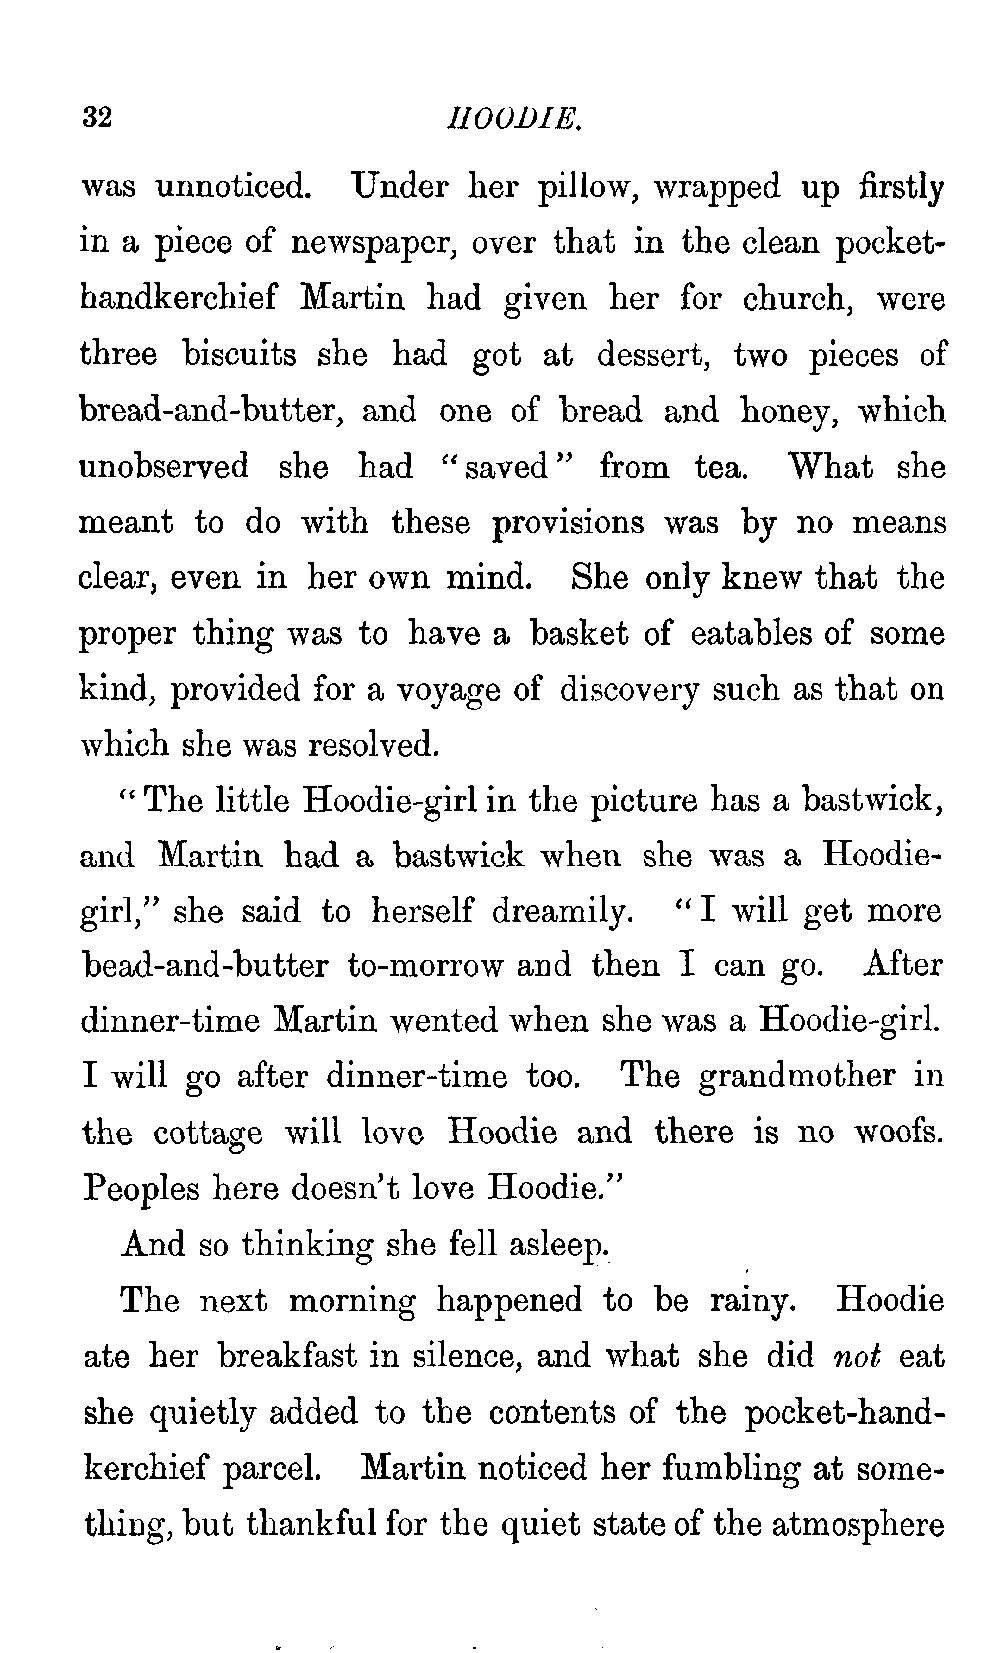 32 HOODIE.
was unnoticed. Under her pillow, wrapped up firstly
in a piece of newspaper, over that in the clean pocket-
handkerchief Martin had given her for church, were
three biscuits she had got at dessert, two pieces of
bread-and-butter, and one of bread and honey, which
unobserved she had "saved" from tea. What she
meant to do with these provisions was by no means
clear, even in her own mind. She only knew that the
proper thing was to have a basket of eatables of some
kind, provided for a voyage of discovery such as that on
which she was resolved.
"The little Hoodie-girl in the picture has a bastwick,
and Martin had a bastwick when she was a Hoodie-
girl," she said to herself dreamily. "I will get more
bead-and-butter to-morrow and then I can go. After
dinner-time Martin wented when she was a Hoodie-girl.
I will go after dinner-time too. The grandmother in
the cottage will love Hoodie and there is no woofs.
Peoples here doesn't love Hoodie."
And so thinking she fell asleep.
The next morning happened to be rainy. Hoodie
ate her breakfast in silence, and what she did not eat
she quietly added to the contents of the pocket-hand-
kerchief parcel. Martin noticed her fumbling at some-
thing, but thankful for the quiet state of the atmosphere